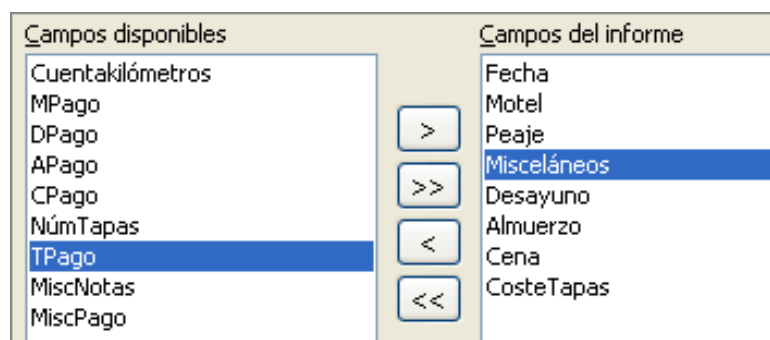 Campos disponibles
Cuentakilómetros
MPago
DPago
APago
CPago
NúmTapas
TPago
MiscNotas
MiscPago
>
>>
<
<<
Campos del informe
Fecha
Motel
Peaje
Misceláneos
Desayuno
Almuerzo
Cena
CosteTapas